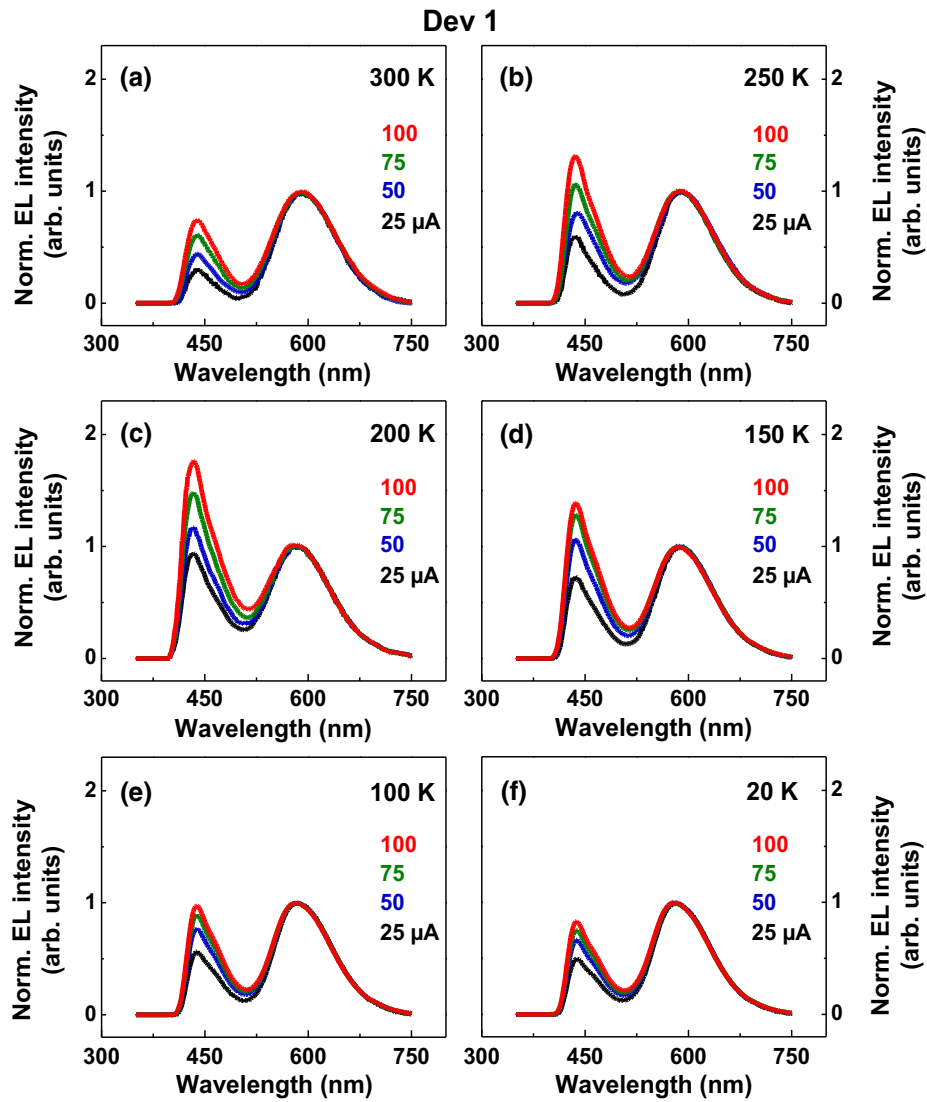 Dev 1
Norm. EL intensity
(arb. units)
(a)
300 K
2
1
0
100
75
50
25 µA
300
450
600
750
Wavelength (nm)
(b)
250 K
2
1
0
100
75
50
25 µA
300
450
600
750
Wavelength (nm)
Norm. EL intensity
(arb. units)
Norm. EL intensity
(arb. units)
(c)
200 K
2
1
0
100
75
50
25 µA
300
450
600
750
Wavelength (nm)
(d)
150 K
2
1
0
100
75
50
25 µA
300
450
600
750
Wavelength (nm)
Norm. EL intensity
(arb. units)
Norm. EL intensity
(arb. units)
(e)
100 K
2
1
0
100
75
50
25 µA
300
450
600
750
Wavelength (nm)
(f)
20 K
2
1
0
100
75
50
25 µA
300
450
600
750
Wavelength (nm)
Norm. EL intensity
(arb. units)